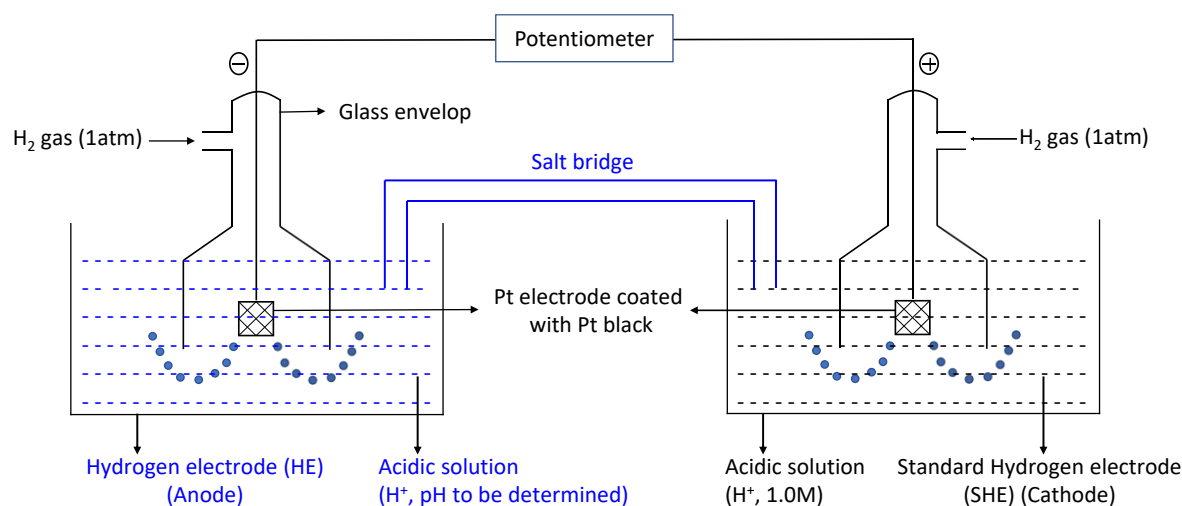 Potentiometer
⊖
⊕
Glass envelop
H₂ gas (1atm)
H₂ gas (1atm)
Salt bridge
Pt electrode coated
with Pt black
Hydrogen electrode (HE)
(Anode)
Acidic solution
(H⁺, pH to be determined)
Acidic solution
(H⁺, 1.0M)
Standard Hydrogen electrode
(SHE) (Cathode)